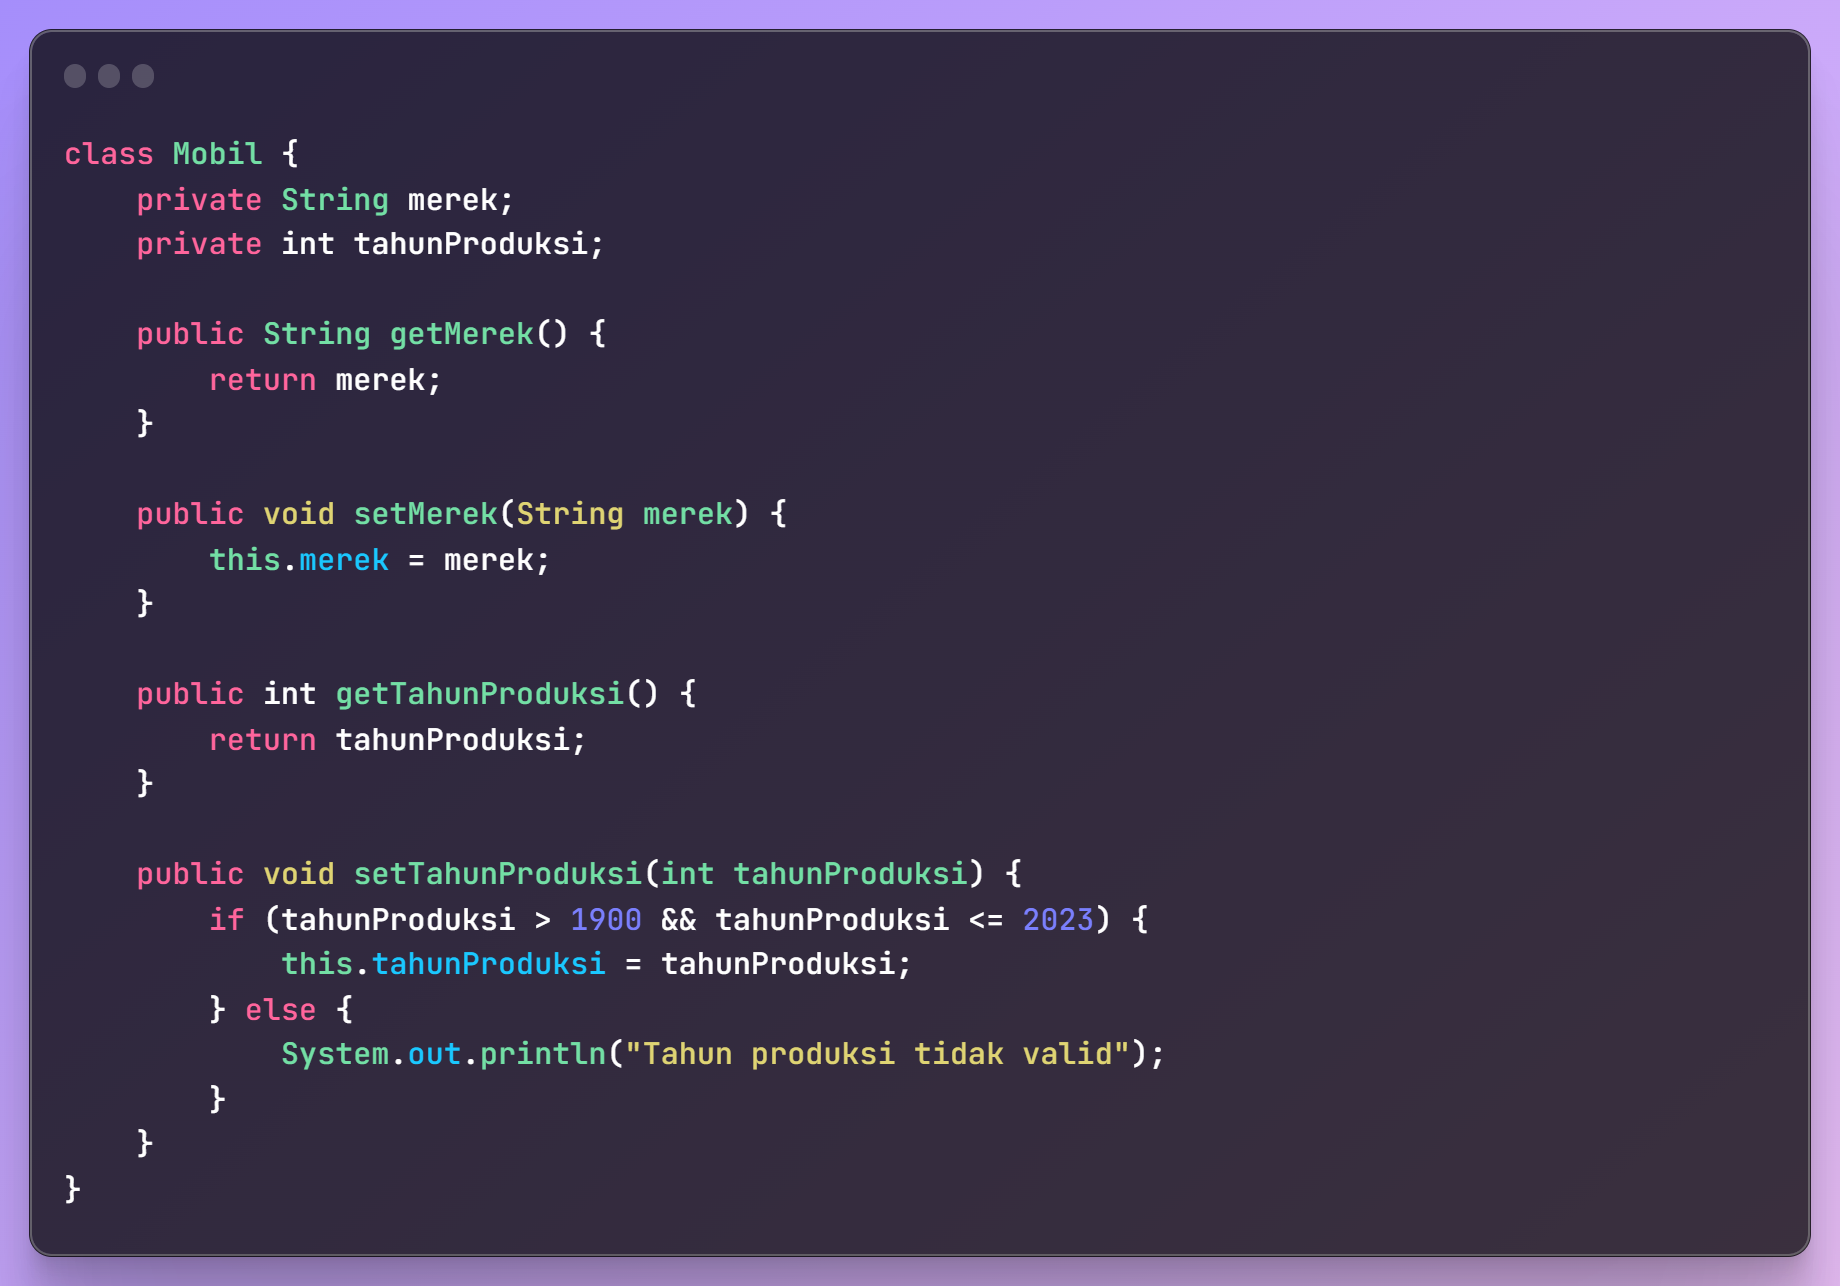 class Mobil {
    private String merek;
    private int tahunProduksi;

    public String getMerek() {
        return merek;
    }

    public void setMerek(String merek) {
        this.merek = merek;
    }

    public int getTahunProduksi() {
        return tahunProduksi;
    }

    public void setTahunProduksi(int tahunProduksi) {
        if (tahunProduksi > 1900 && tahunProduksi <= 2023) {
            this.tahunProduksi = tahunProduksi;
        } else {
            System.out.println("Tahun produksi tidak valid");
        }
    }
}